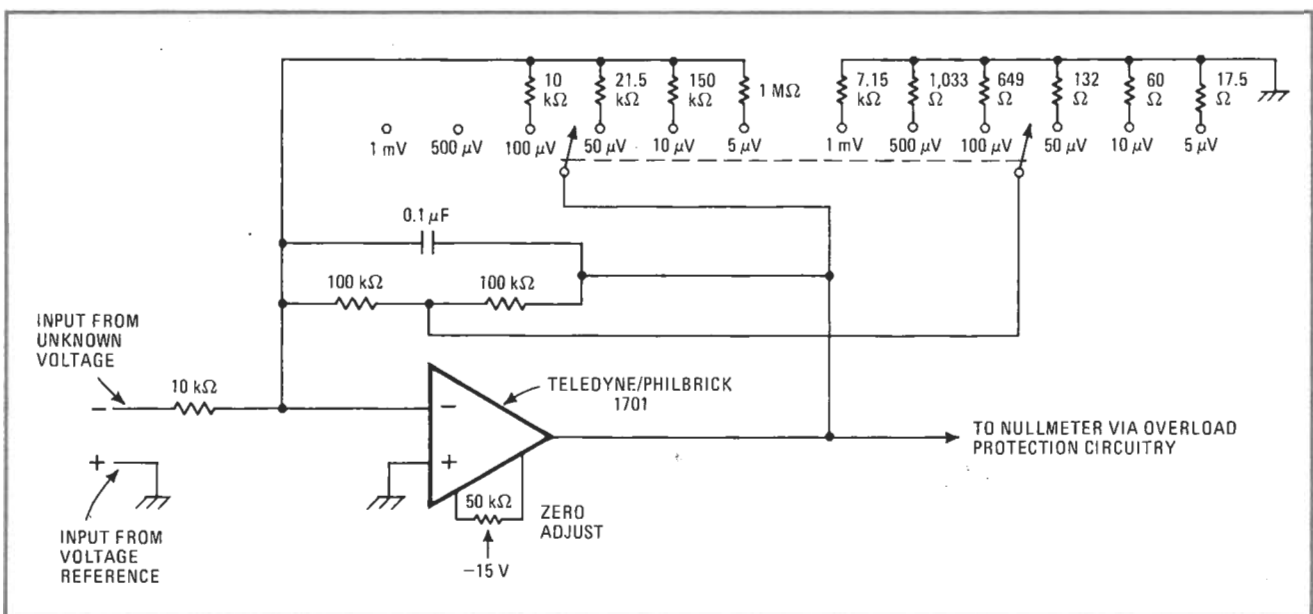 10
kΩ
21.5
kΩ
150
kΩ
1 MΩ
7.15
kΩ
1,033
Ω
649
Ω
132
Ω
60
Ω
17.5
Ω
1 mV
500 μV
100 μV
50 μV
10 μV
5 μV
1 mV
500 μV
100 μV
50 μV
10 μV
5 μV
0.1 μF
100 kΩ
100 kΩ
INPUT FROM
UNKNOWN
VOLTAGE
10 kΩ
TELEDYNE/PHILBRICK
1701
−
+
−
+
TO NULLMETER VIA OVERLOAD
PROTECTION CIRCUITRY
50 kΩ
ZERO
ADJUST
−15 V
INPUT FROM
VOLTAGE
REFERENCE